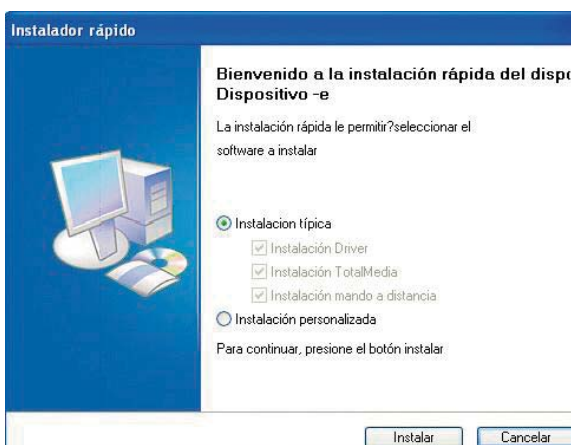 Instalador rápido
Bienvenido a la instalación rápida del dispo
Dispositivo -e
La instalación rápida le permitir?seleccionar el
software a instalar
Instalacion típica
Instalación Driver
Instalación TotalMedia
Instalación mando a distancia
Instalación personalizada
Para continuar, presione el botón instalar
Instalar
Cancelar